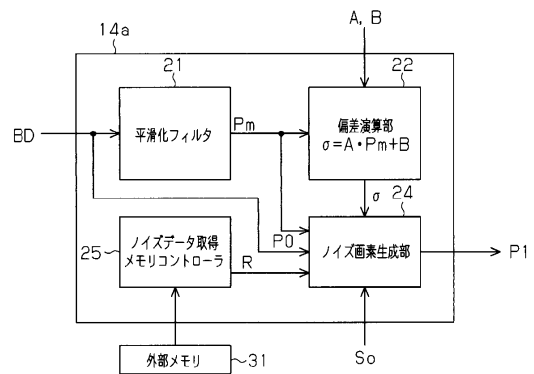 14a
A, B
21
22
BD
平滑化フィルタ
Pm
偏差演算部
σ=A・Pm+B
σ
24
P0
25
ノイズデータ取得
メモリコントローラ
R
ノイズ画素生成部
P1
外部メモリ
31
So